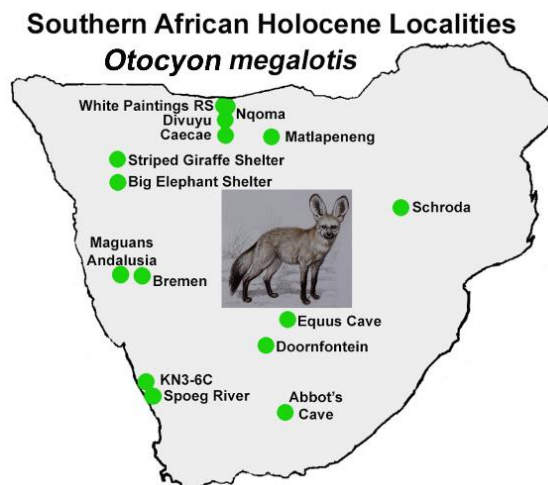 Southern African Holocene Localities
Otocyon megalotis
White Paintings RS
Nqoma
Divuyu
Caecae
Matlapeneng
Striped Giraffe Shelter
Big Elephant Shelter
Schroda
Maguans
Andalusia
Bremen
Equus Cave
Doornfontein
KN3-6C
Spoeg River
Abbot's
Cave